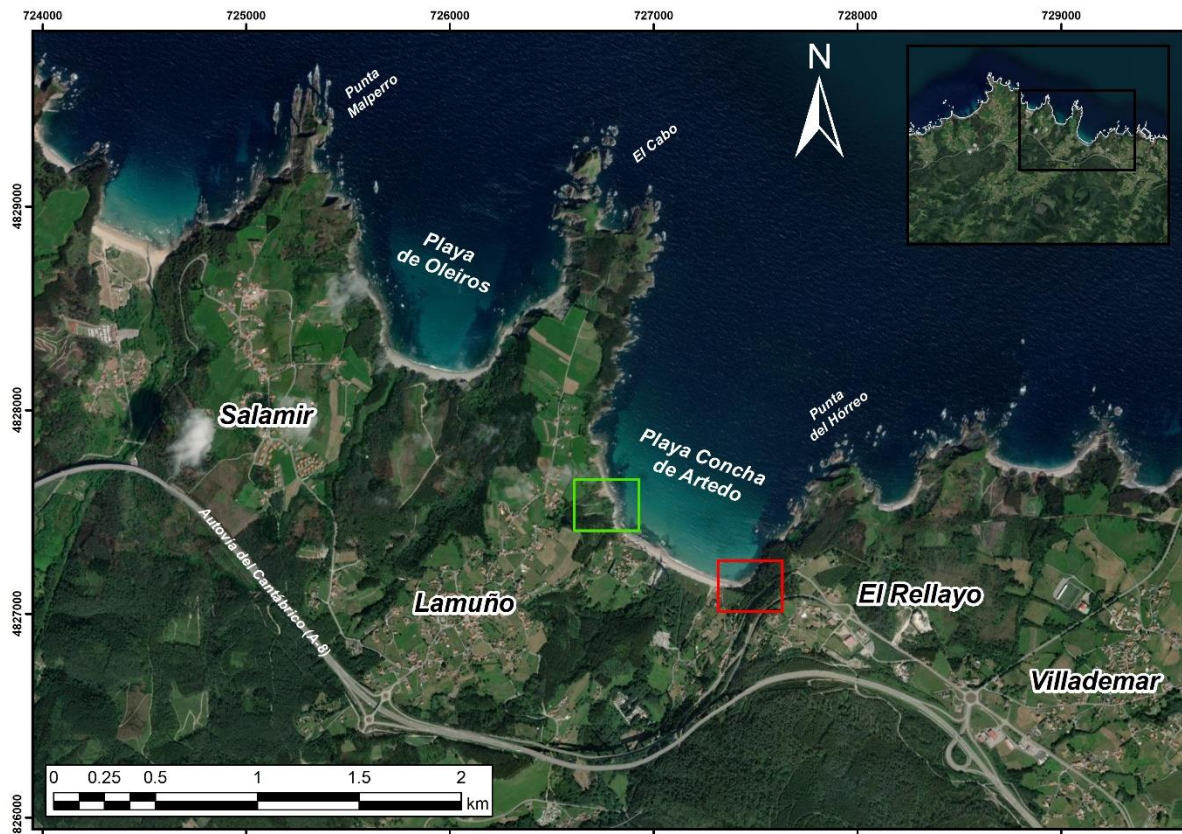 724000
725000
726000
727000
728000
729000
N
Punta
Malperro
El Cabo
4829000
Playa
de Oleiros
4828000
Salamir
Punta
del Hórreo
Playa Concha
de Artedo
Autovía del Cantábrico (A-8)
Lamuño
El Rellayo
4827000
Villademar
0 0.25 0.5 1 1.5 2
km
826000